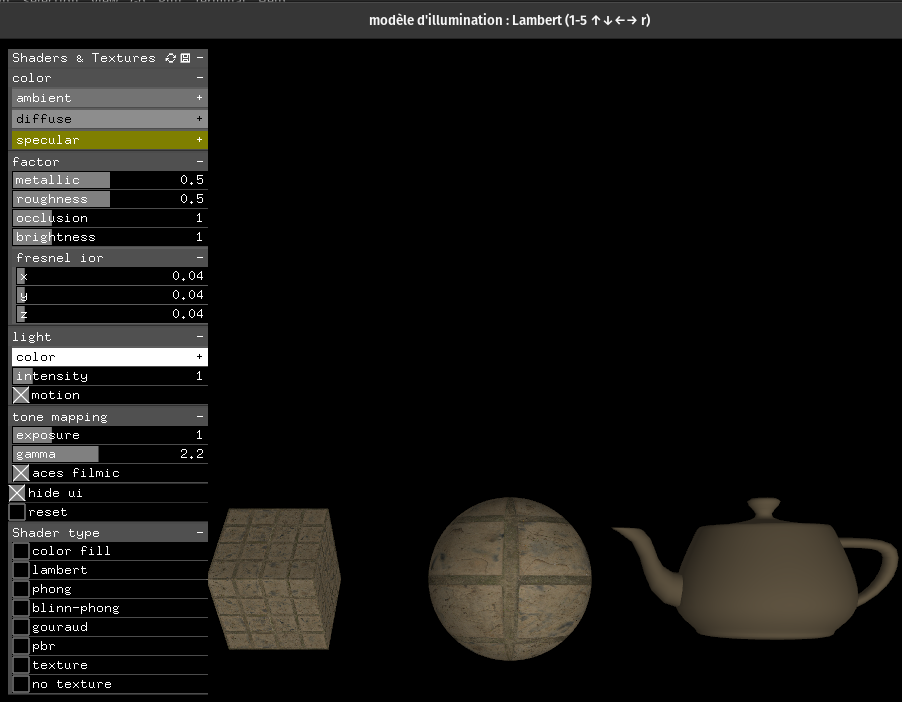 modèle d'illumination : Lambert (1-5 ↑↓←→ r)
Shaders & Textures -
color -
ambient +
diffuse +
specular +
factor -
metallic 0.5
roughness 0.5
occlusion 1
brightness 1
fresnel ior -
x 0.04
y 0.04
z 0.04
light -
color +
intensity 1
motion
tone mapping -
exposure 1
gamma 2.2
aces filmic
hide ui
reset
Shader type -
color fill
lambert
phong
blinn-phong
gouraud
pbr
texture
no texture